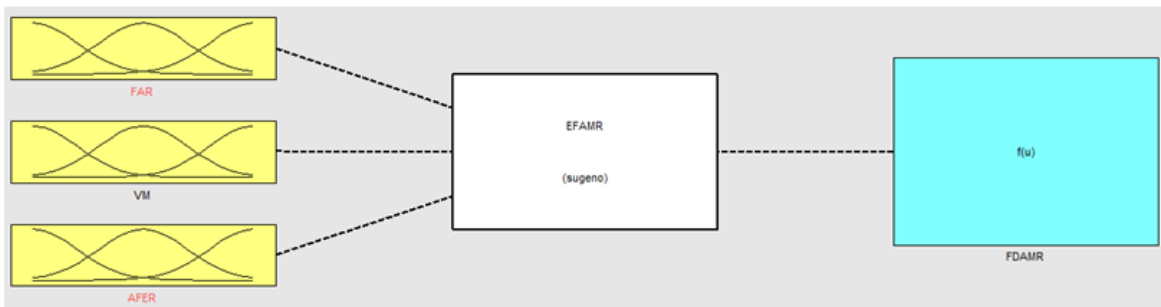 FAR
VM
AFER
EFAMR
(sugeno)
f(u)
FDAMR